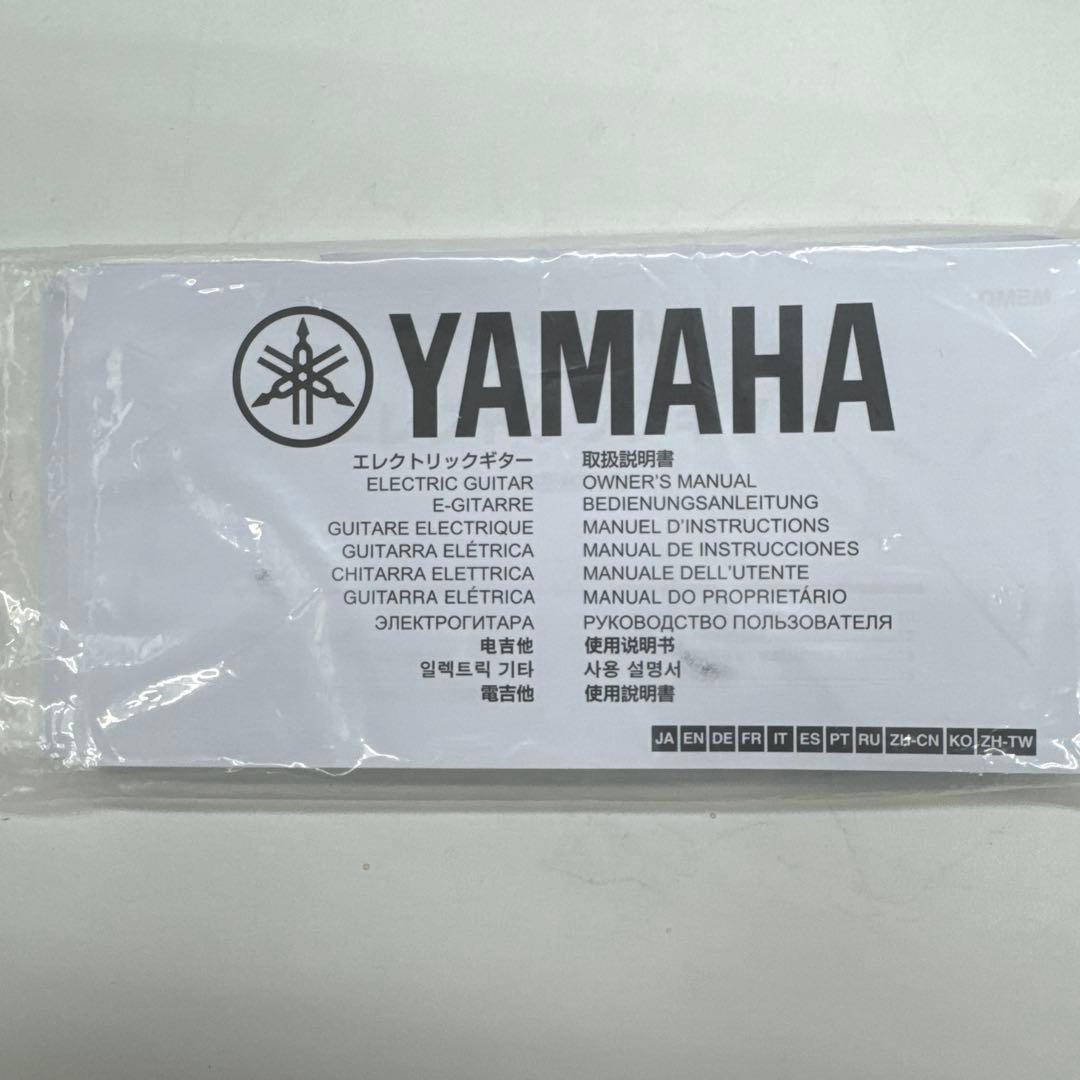 YAMAHA
エレクトリックギター 取扱説明書
ELECTRIC GUITAR OWNER'S MANUAL
E-GITARRE BEDIENUNGSANLEITUNG
GUITARE ELECTRIQUE MANUEL D'INSTRUCTIONS
GUITARRA ELÉTRICA MANUAL DE INSTRUCCIONES
CHITARRA ELETTRICA MANUALE DELL'UTENTE
GUITARRA ELÉTRICA MANUAL DO PROPRIETÁRIO
ЭЛЕКТРОГИТАРА РУКОВОДСТВО ПОЛЬЗОВАТЕЛЯ
电吉他 使用说明书
일렉트릭 기타 사용 설명서
電吉他 使用說明書
JA EN DE FR IT ES PT RU ZH-CN KO ZH-TW